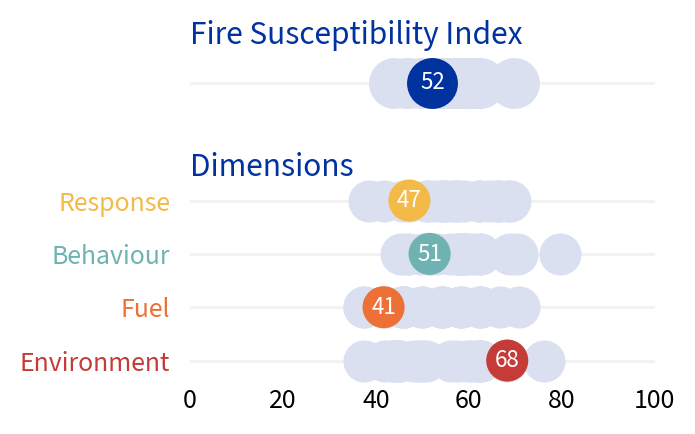 Fire Susceptibility Index
52
Dimensions
Response 47
Behaviour 51
Fuel 41
Environment 68
0 20 40 60 80 100